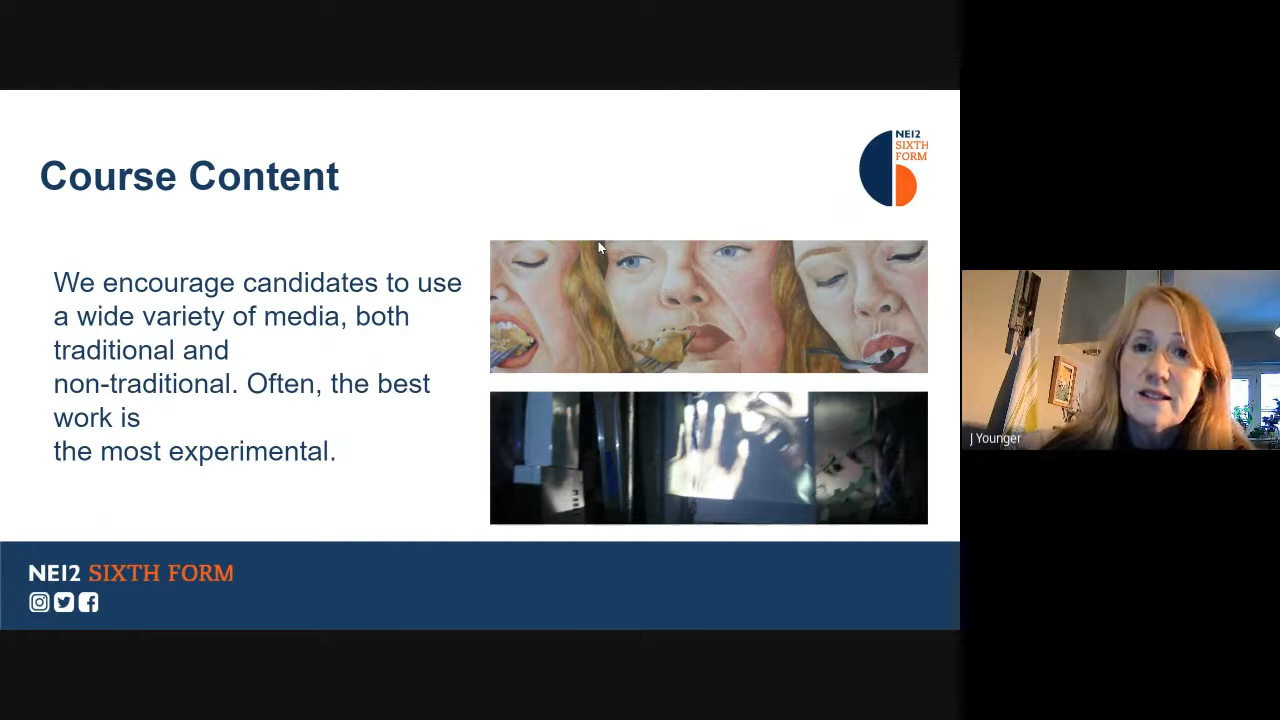 Course Content
NE12
SIXTH
FORM
We encourage candidates to use
a wide variety of media, both
traditional and
non-traditional. Often, the best
work is
the most experimental.
J Younger
NE12 SIXTH FORM